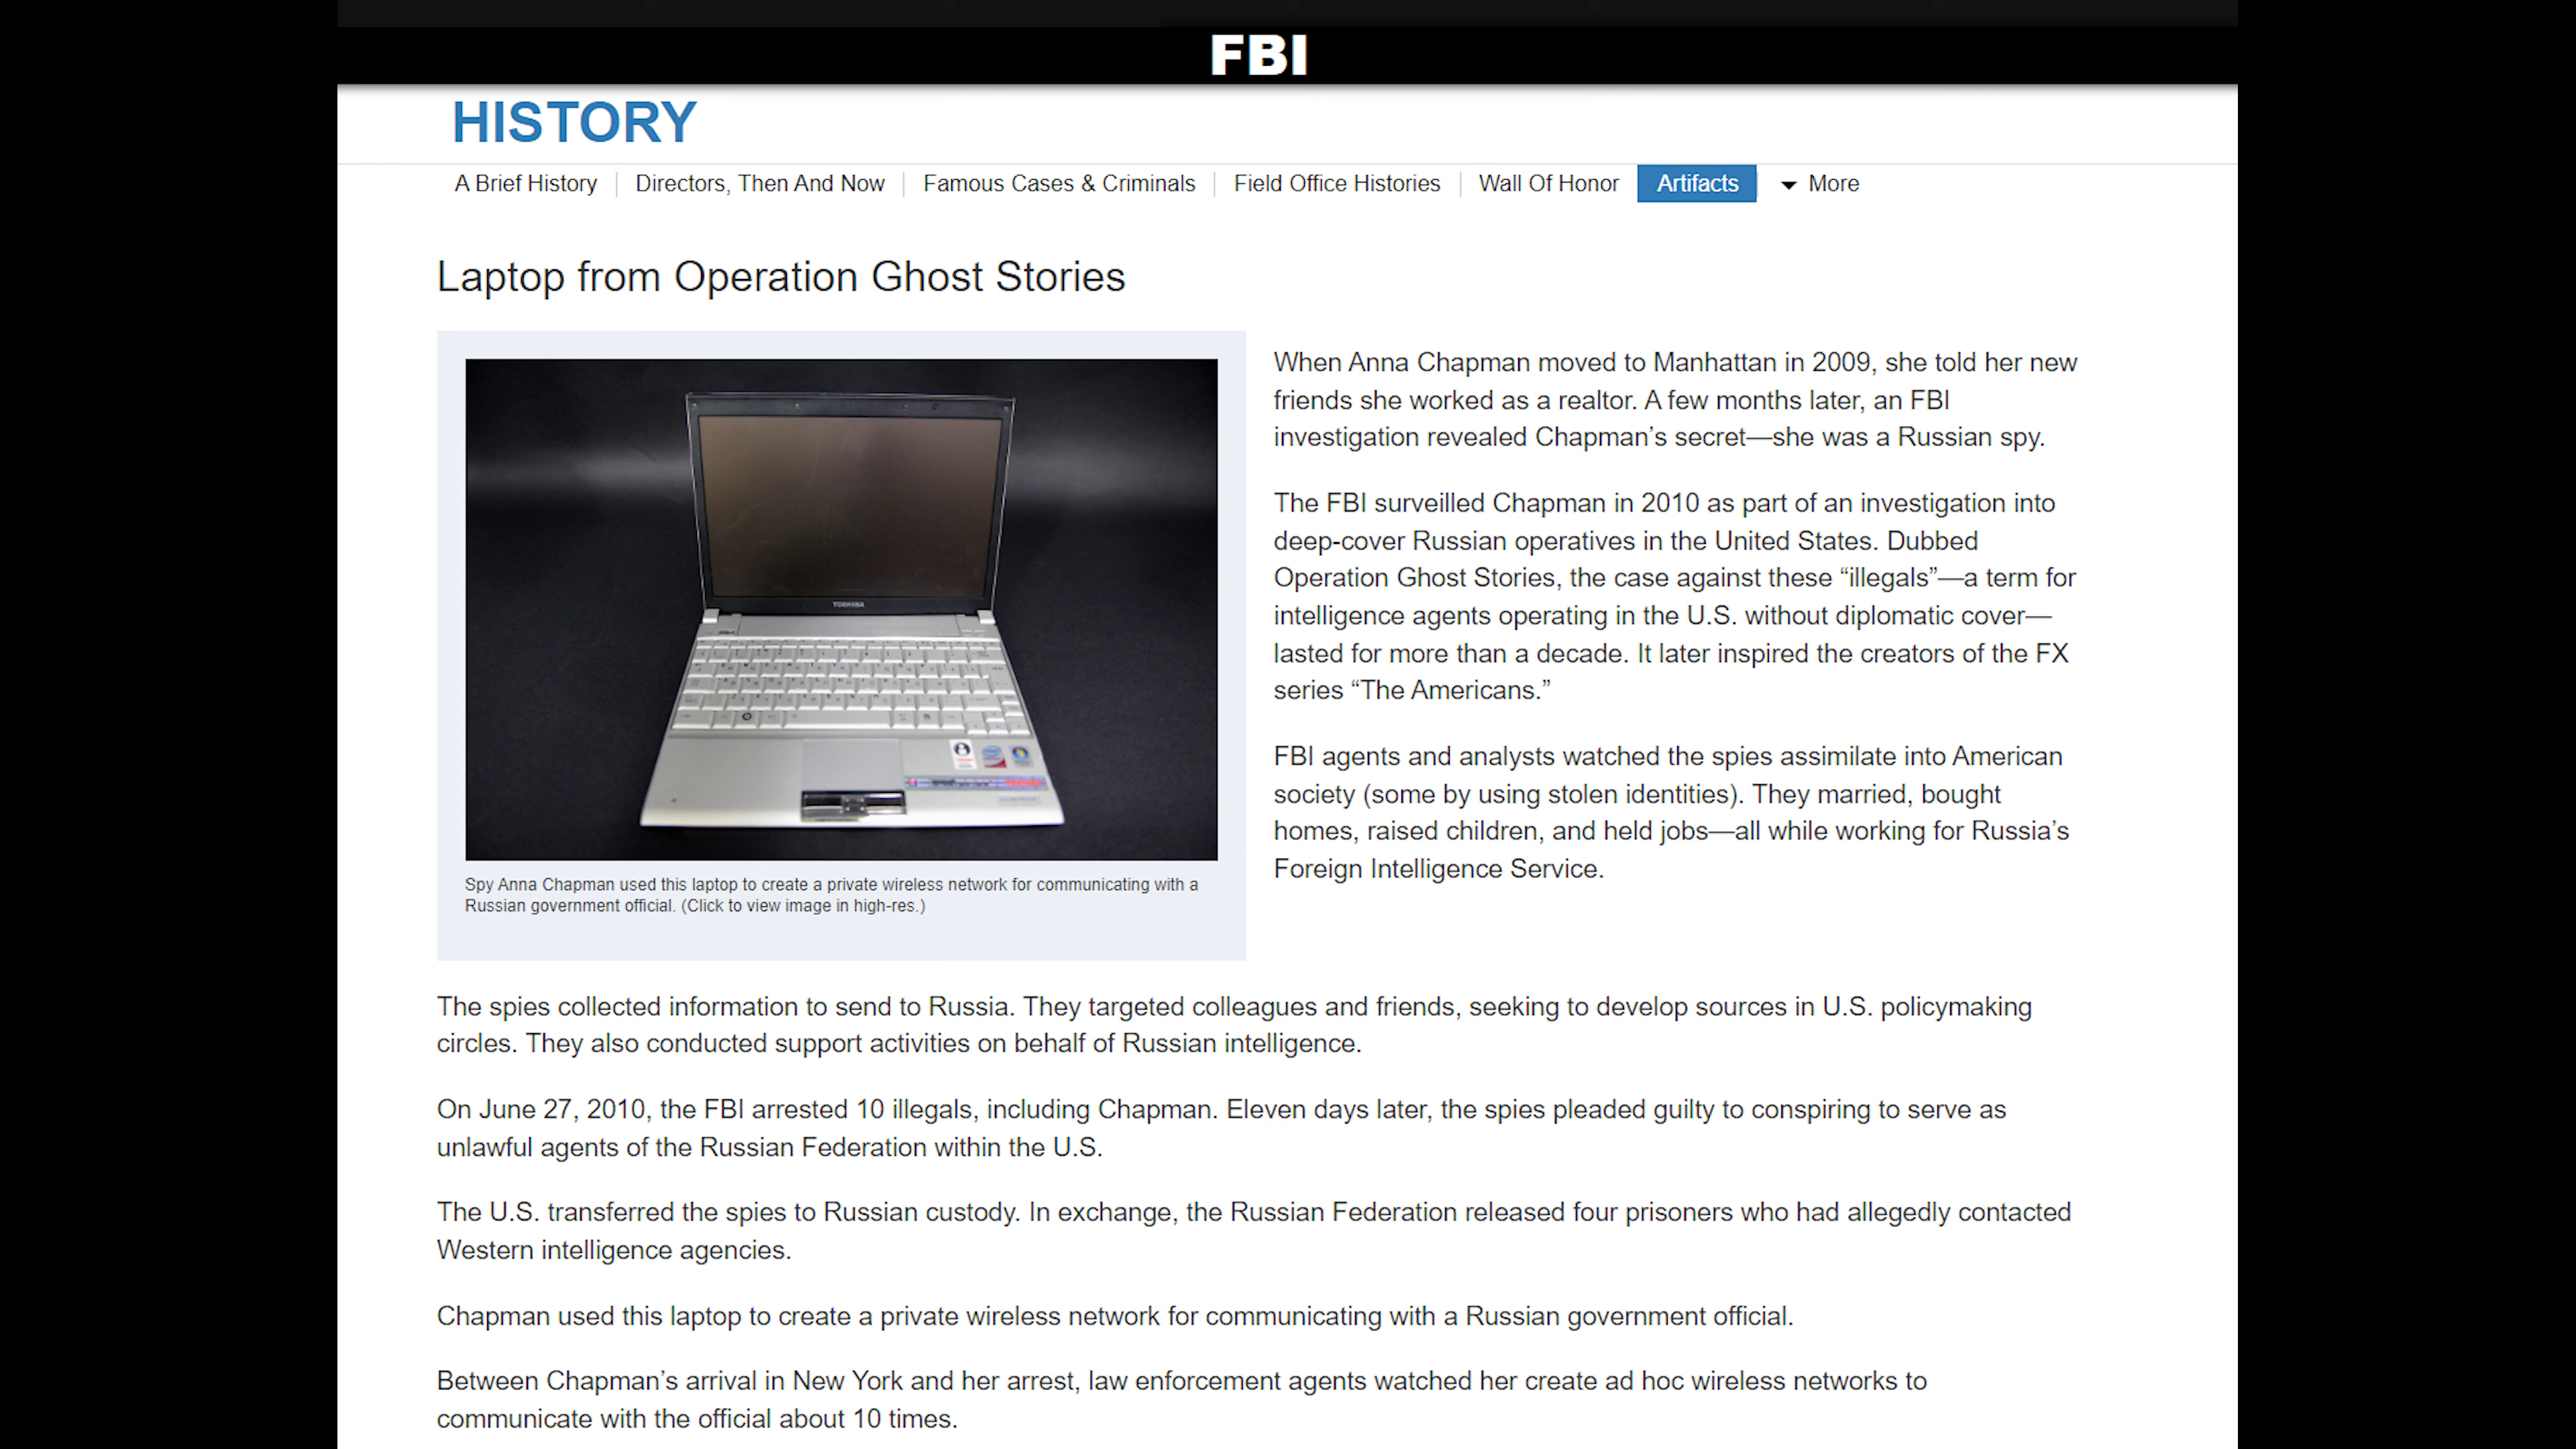 FBI
HISTORY
A Brief History
Directors, Then And Now
Famous Cases & Criminals
Field Office Histories
Wall Of Honor
Artifacts
More
Laptop from Operation Ghost Stories
TOSHIBA
Spy Anna Chapman used this laptop to create a private wireless network for communicating with a
Russian government official. (Click to view image in high-res.)
When Anna Chapman moved to Manhattan in 2009, she told her new
friends she worked as a realtor. A few months later, an FBI
investigation revealed Chapman’s secret—she was a Russian spy.
The FBI surveilled Chapman in 2010 as part of an investigation into
deep-cover Russian operatives in the United States. Dubbed
Operation Ghost Stories, the case against these “illegals”—a term for
intelligence agents operating in the U.S. without diplomatic cover—
lasted for more than a decade. It later inspired the creators of the FX
series “The Americans.”
FBI agents and analysts watched the spies assimilate into American
society (some by using stolen identities). They married, bought
homes, raised children, and held jobs—all while working for Russia’s
Foreign Intelligence Service.
The spies collected information to send to Russia. They targeted colleagues and friends, seeking to develop sources in U.S. policymaking
circles. They also conducted support activities on behalf of Russian intelligence.
On June 27, 2010, the FBI arrested 10 illegals, including Chapman. Eleven days later, the spies pleaded guilty to conspiring to serve as
unlawful agents of the Russian Federation within the U.S.
The U.S. transferred the spies to Russian custody. In exchange, the Russian Federation released four prisoners who had allegedly contacted
Western intelligence agencies.
Chapman used this laptop to create a private wireless network for communicating with a Russian government official.
Between Chapman’s arrival in New York and her arrest, law enforcement agents watched her create ad hoc wireless networks to
communicate with the official about 10 times.